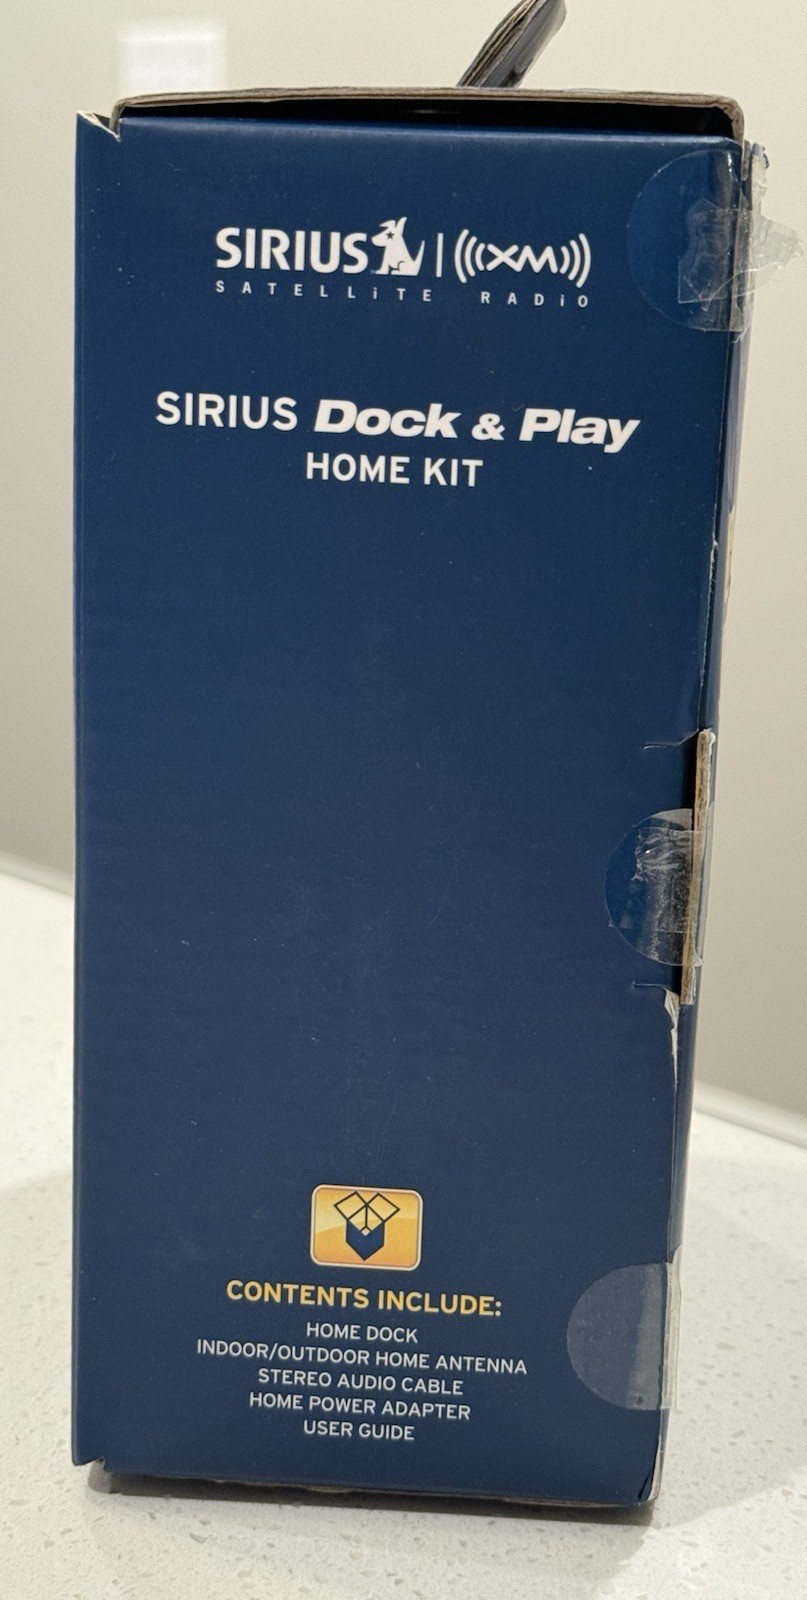 SIRIUS | ((XM))
SATELLiTE RADiO
SIRIUS Dock & Play
HOME KIT
CONTENTS INCLUDE:
HOME DOCK
INDOOR/OUTDOOR HOME ANTENNA
STEREO AUDIO CABLE
HOME POWER ADAPTER
USER GUIDE